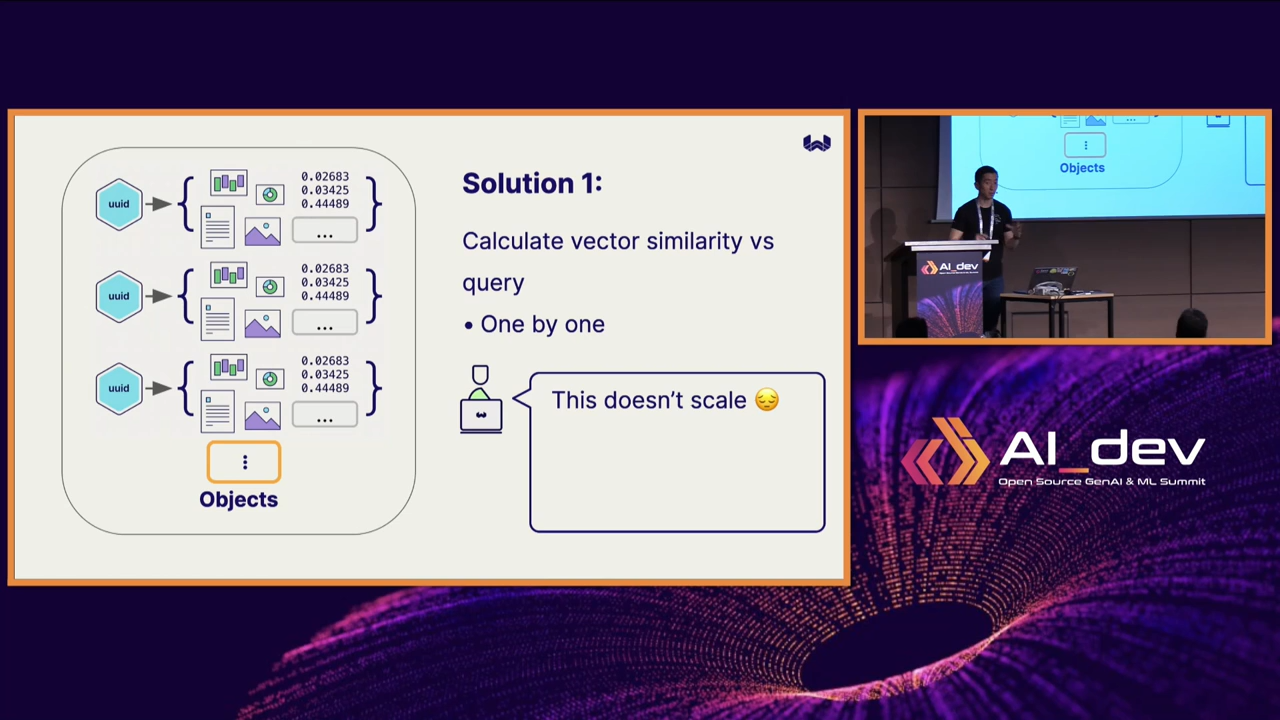 uuid
0.02683
0.03425
0.44489
...
uuid
0.02683
0.03425
0.44489
...
uuid
0.02683
0.03425
0.44489
...
Objects
Solution 1:
Calculate vector similarity vs
query
• One by one
This doesn't scale 😔
Objects
AI_dev
AI_dev
Open Source GenAI & ML Summit